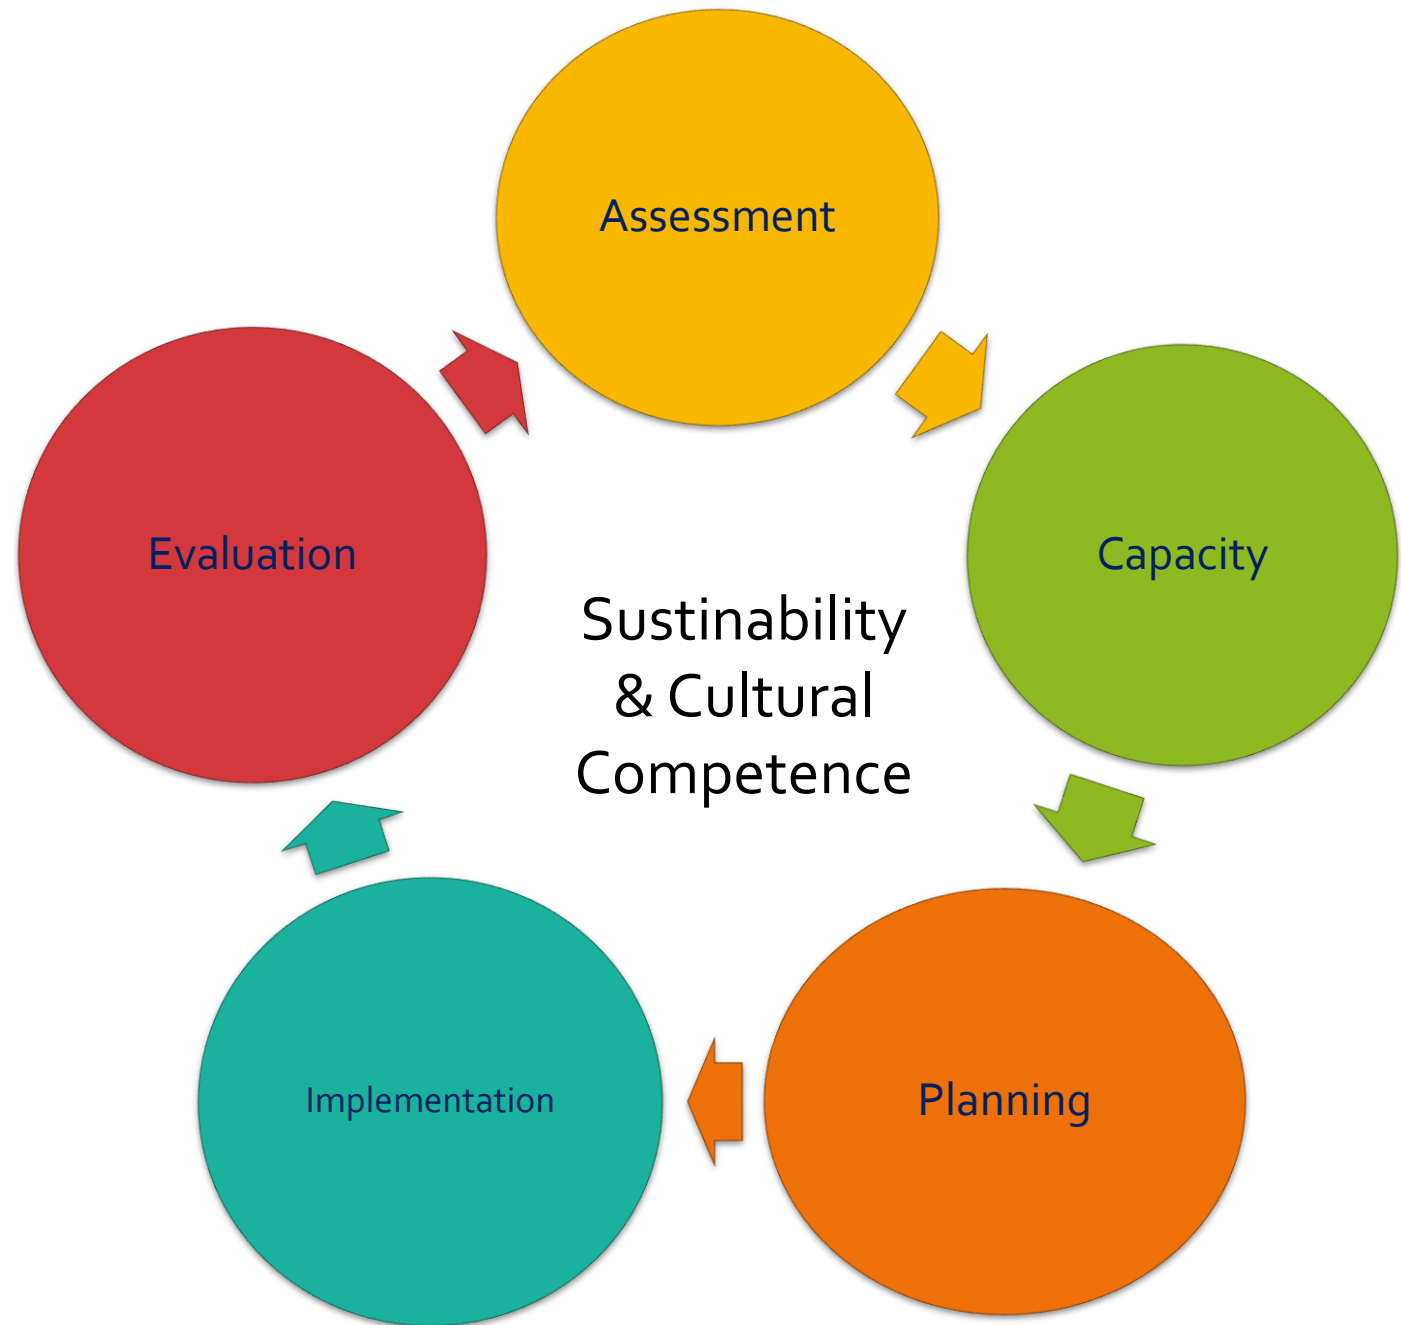 Assessment
Capacity
Planning
Implementation
Evaluation
Sustinability
& Cultural
Competence